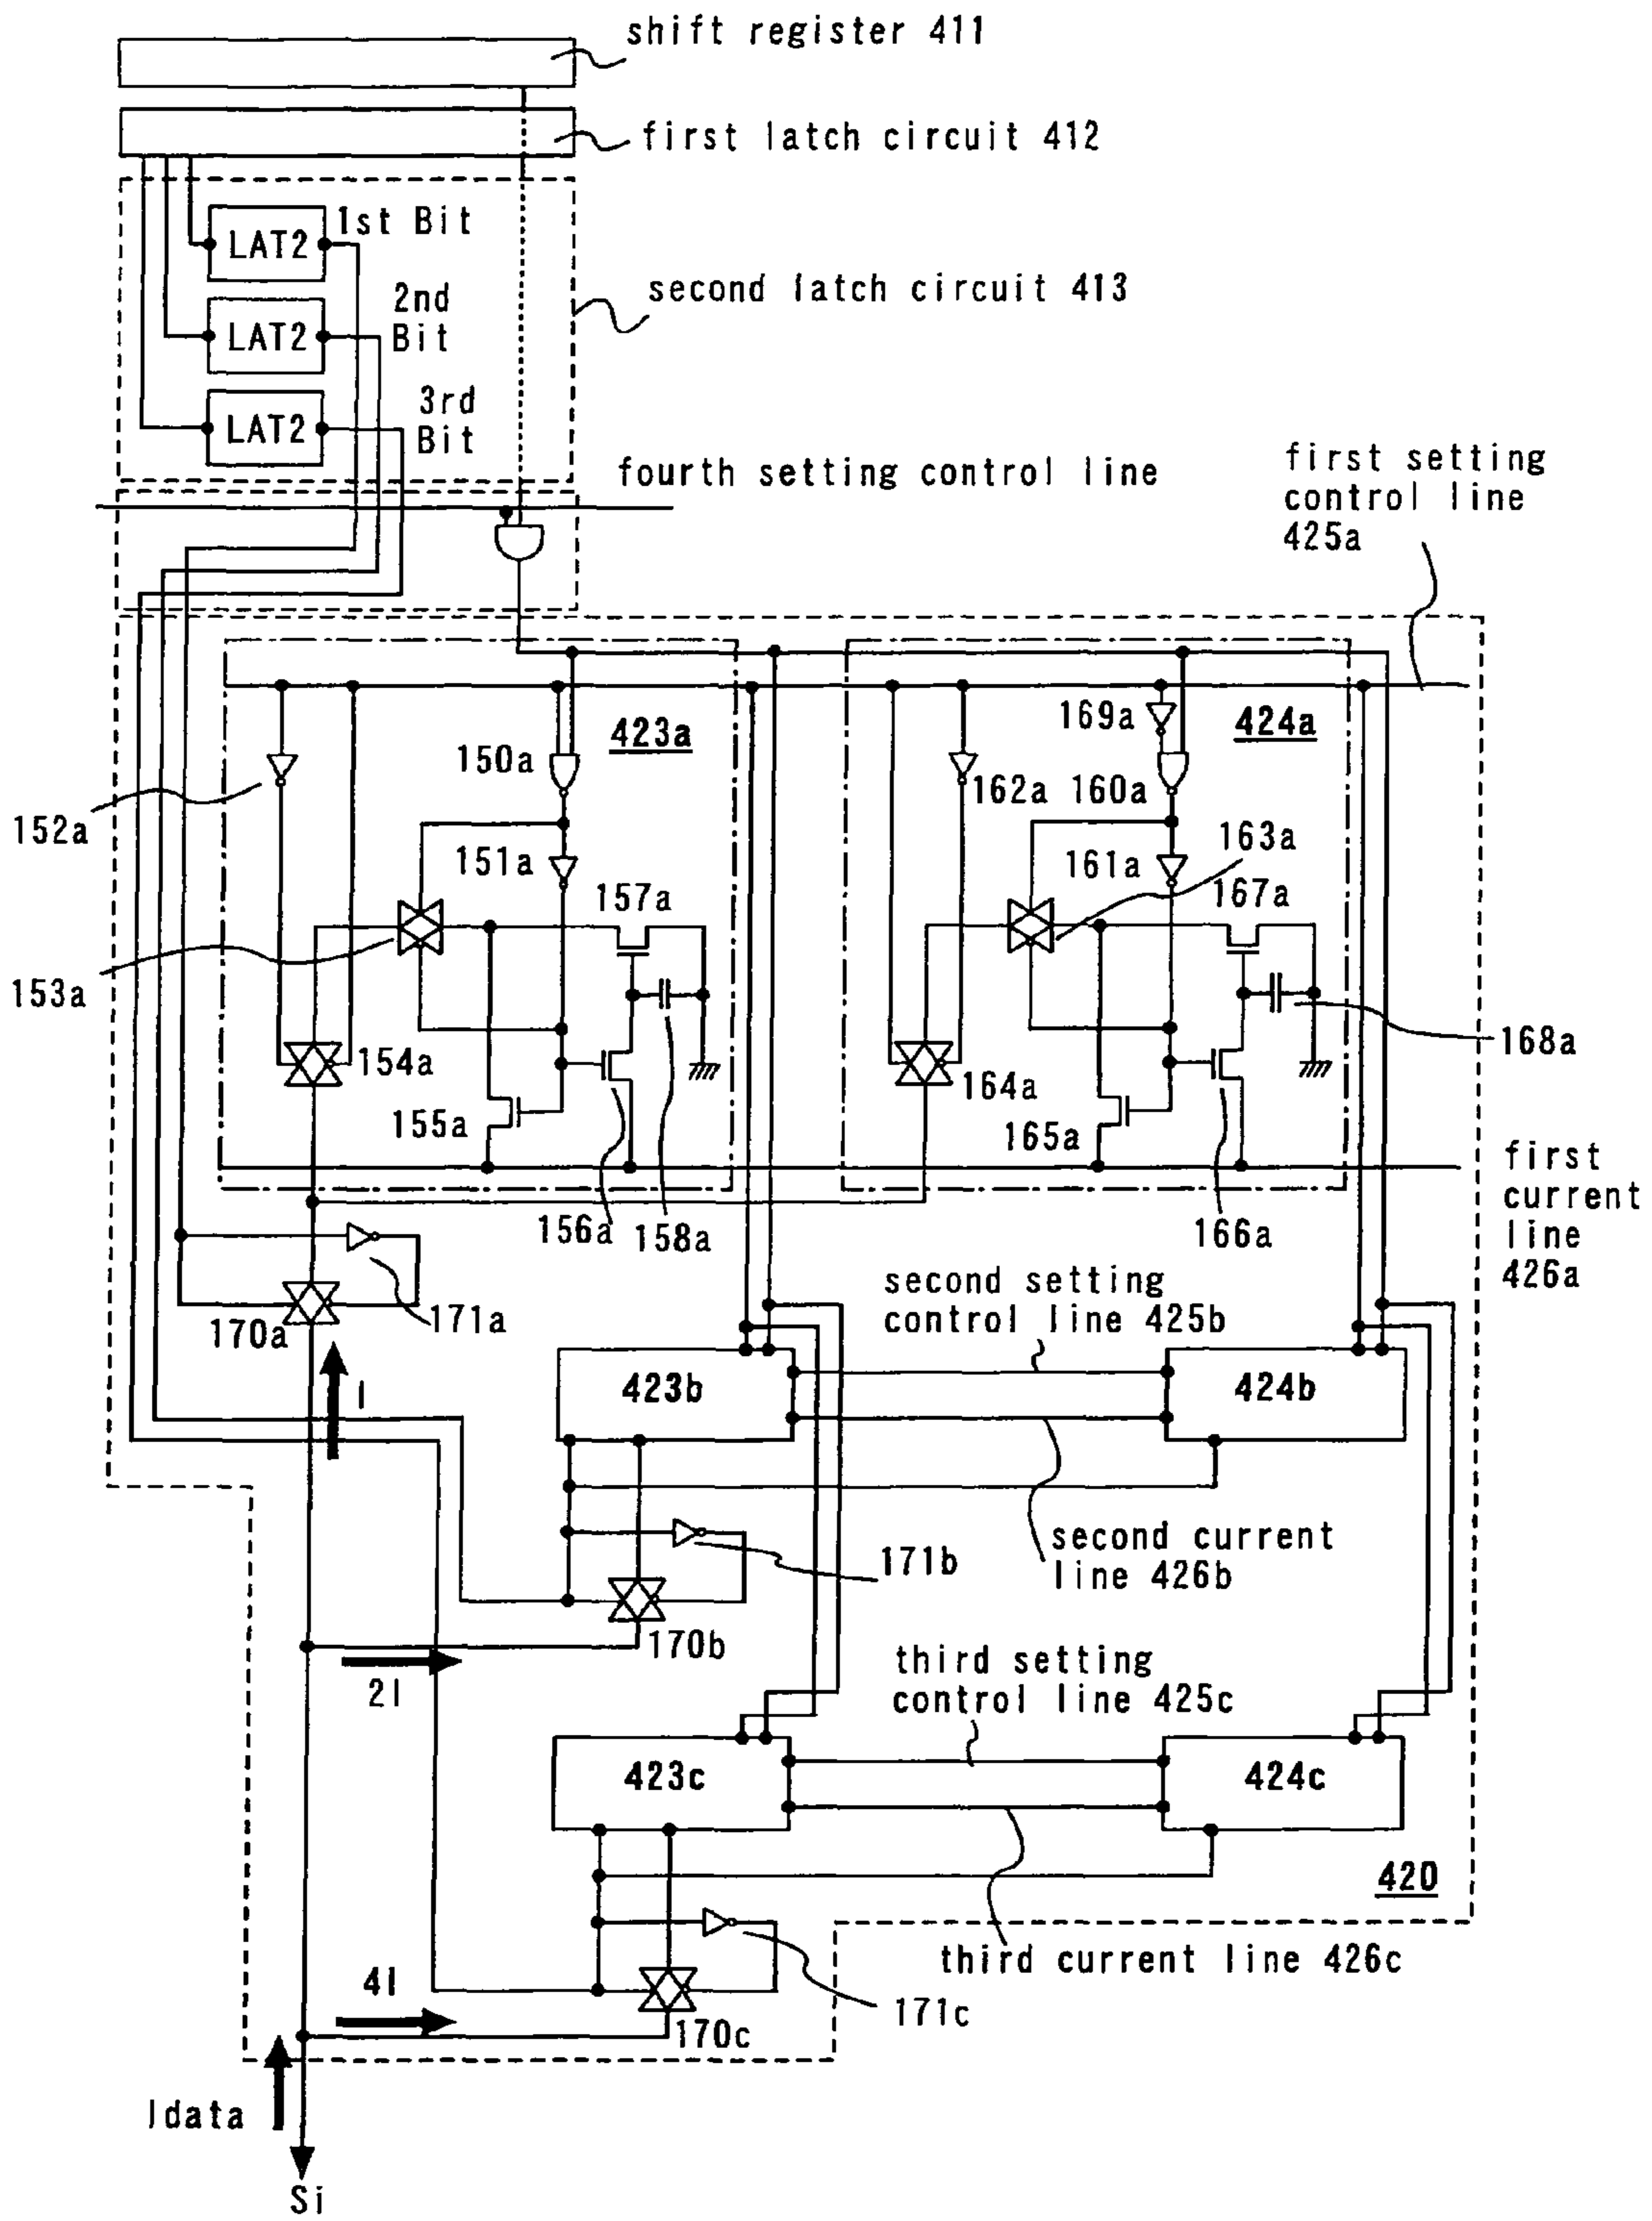 shift register 411
first latch circuit 412
LAT2
1st Bit
LAT2
2nd
Bit
LAT2
3rd
Bit
second latch circuit 413
fourth setting control line
first setting
control line
425a
423a
150a
152a
151a
157a
153a
154a
155a
156a
158a
169a
424a
162a
160a
163a
161a
167a
168a
164a
165a
166a
first
current
line
426a
170a
171a
I
second setting
control line 425b
423b
424b
second current
line 426b
171b
170b
2I
third setting
control line 425c
423c
424c
420
third current line 426c
171c
170c
4I
Idata
Si